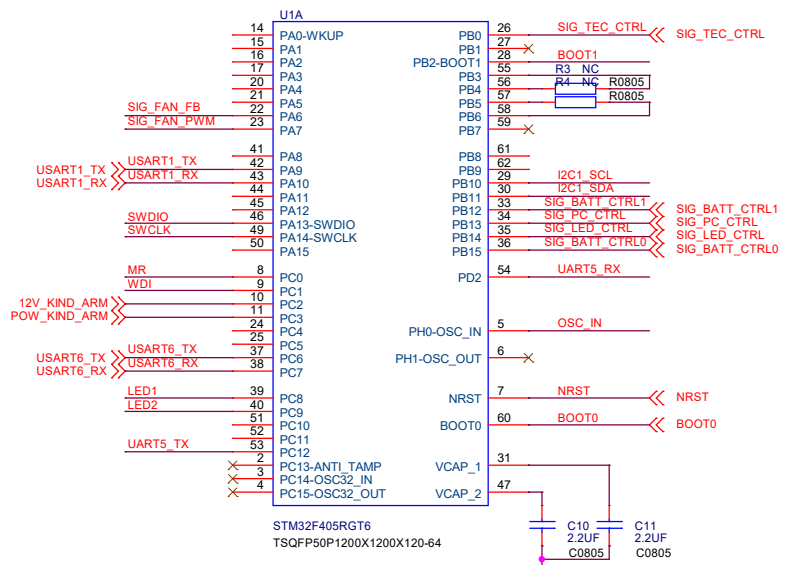 U1A
14 PA0-WKUP
15 PA1
16 PA2
17 PA3
20 PA4
21 PA5
SIG_FAN_FB 22 PA6
SIG_FAN_PWM 23 PA7
41 PA8
USART1_TX USART1_TX 42 PA9
USART1_RX USART1_RX 43 PA10
44 PA11
45 PA12
SWDIO 46 PA13-SWDIO
SWCLK 49 PA14-SWCLK
50 PA15
MR 8 PC0
WDI 9 PC1
12V_KIND_ARM 10 PC2
POW_KIND_ARM 11 PC3
24 PC4
25 PC5
USART6_TX USART6_TX 37 PC6
USART6_RX USART6_RX 38 PC7
LED1 39 PC8
LED2 40 PC9
51 PC10
52 PC11
UART5_TX 53 PC12
2 PC13-ANTI_TAMP
3 PC14-OSC32_IN
4 PC15-OSC32_OUT
PB0 26 SIG_TEC_CTRL SIG_TEC_CTRL
PB1 27
PB2-BOOT1 28 BOOT1
PB3 55 R3 NC
PB4 56 R0805
PB5 57 R4 NC R0805
PB6 58
PB7 59
PB8 61
PB9 62
PB10 29 I2C1_SCL
PB11 30 I2C1_SDA
PB12 33 SIG_BATT_CTRL1 SIG_BATT_CTRL1
PB13 34 SIG_PC_CTRL SIG_PC_CTRL
PB14 35 SIG_LED_CTRL SIG_LED_CTRL
PB15 36 SIG_BATT_CTRL0 SIG_BATT_CTRL0
PD2 54 UART5_RX
PH0-OSC_IN 5 OSC_IN
PH1-OSC_OUT 6
NRST 7 NRST NRST
BOOT0 60 BOOT0 BOOT0
VCAP_1 31
VCAP_2 47
C10 C11
2.2UF 2.2UF
C0805 C0805
STM32F405RGT6
TSQFP50P1200X1200X120-64